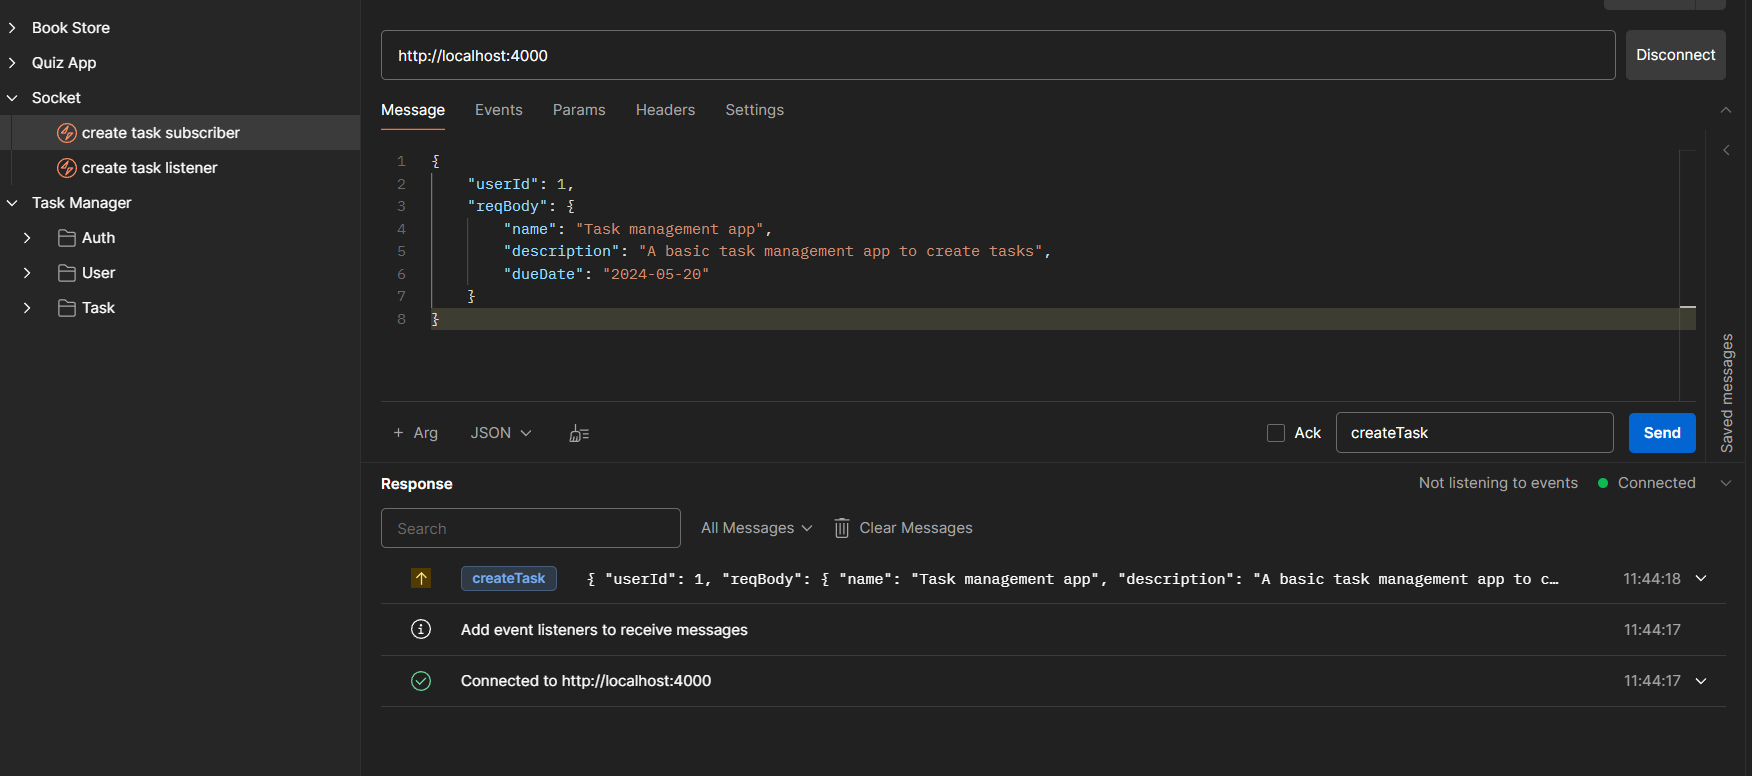 Book Store
Quiz App
Socket
create task subscriber
create task listener
Task Manager
Auth
User
Task
http://localhost:4000
Disconnect
Message Events Params Headers Settings
1 {
2 "userId": 1,
3 "reqBody": {
4 "name": "Task management app",
5 "description": "A basic task management app to create tasks",
6 "dueDate": "2024-05-20"
7 }
8 }
Saved messages
+ Arg JSON Ack createTask Send
Response Not listening to events Connected
Search All Messages Clear Messages
createTask { "userId": 1, "reqBody": { "name": "Task management app", "description": "A basic task management app to c… 11:44:18
Add event listeners to receive messages 11:44:17
Connected to http://localhost:4000 11:44:17